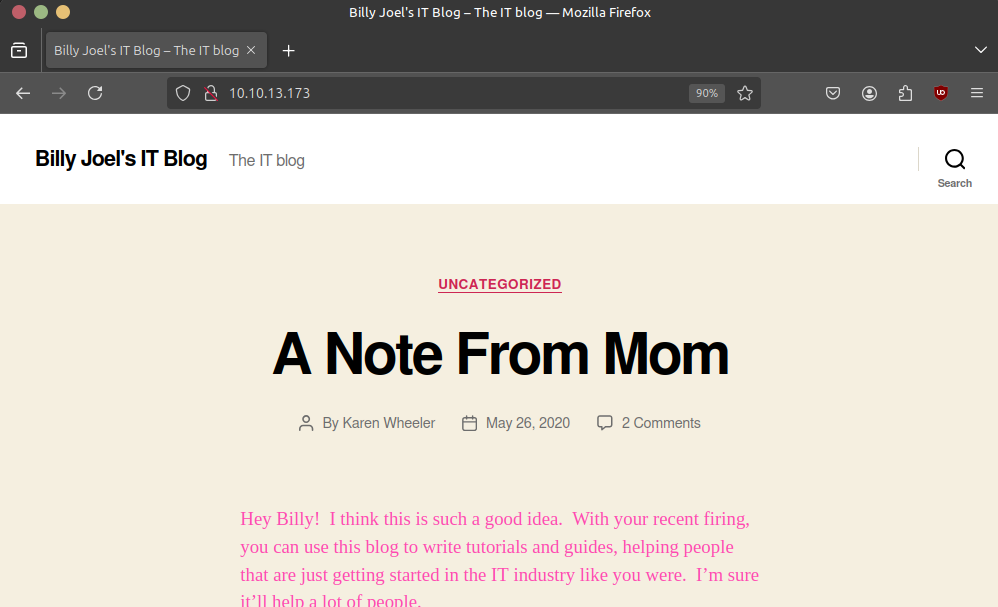 Billy Joel's IT Blog – The IT blog — Mozilla Firefox
Billy Joel's IT Blog – The IT blog
10.10.13.173
90%
Billy Joel's IT Blog
The IT blog
Search
UNCATEGORIZED
A Note From Mom
By Karen Wheeler
May 26, 2020
2 Comments
Hey Billy!  I think this is such a good idea.  With your recent firing,
you can use this blog to write tutorials and guides, helping people
that are just getting started in the IT industry like you were.  I’m sure
it’ll help a lot of people.